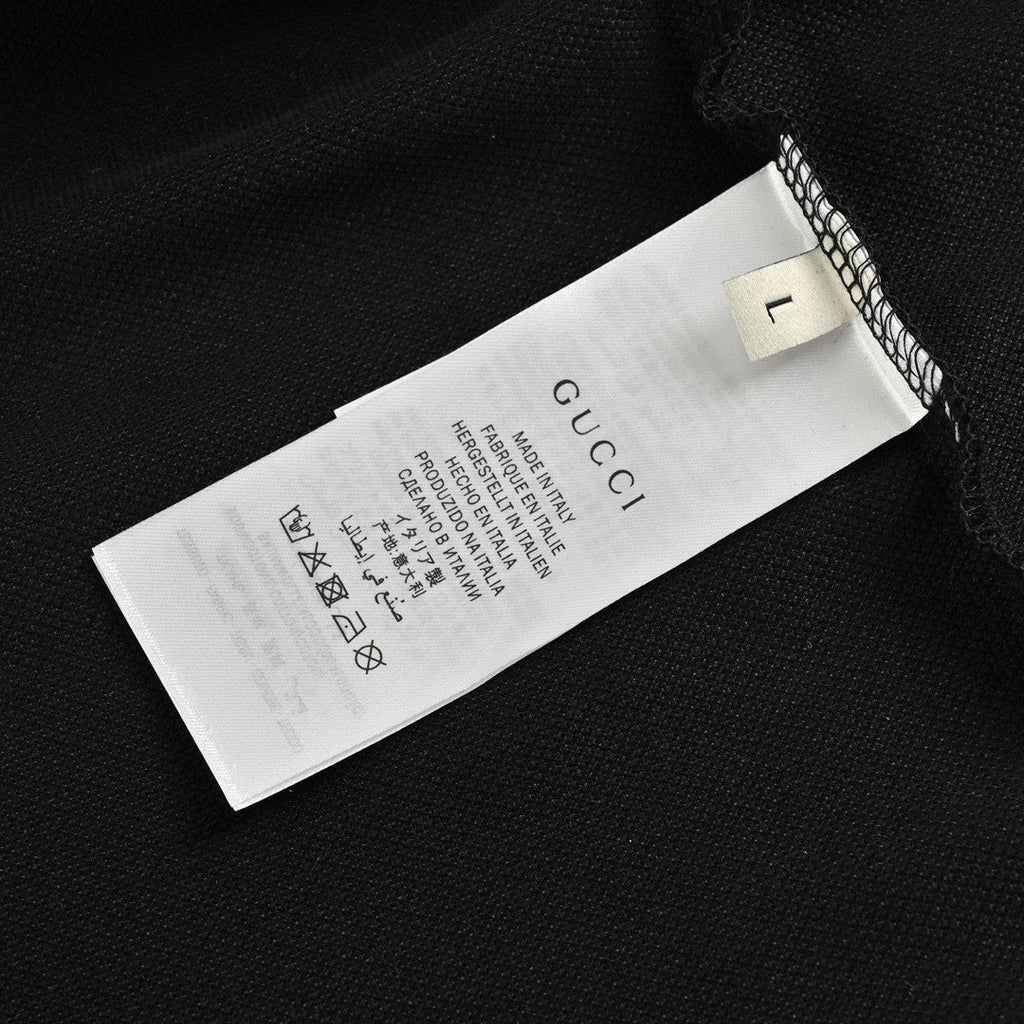 L
GUCCI
MADE IN ITALY
FABRIQUE EN ITALIE
HERGESTELLT IN ITALIEN
HECHO EN ITALIA
PRODUZIDO NA ITALIA
СДЕЛАНО В ИТАЛИИ
イタリア製
产地:意大利
صنع في إيطاليا